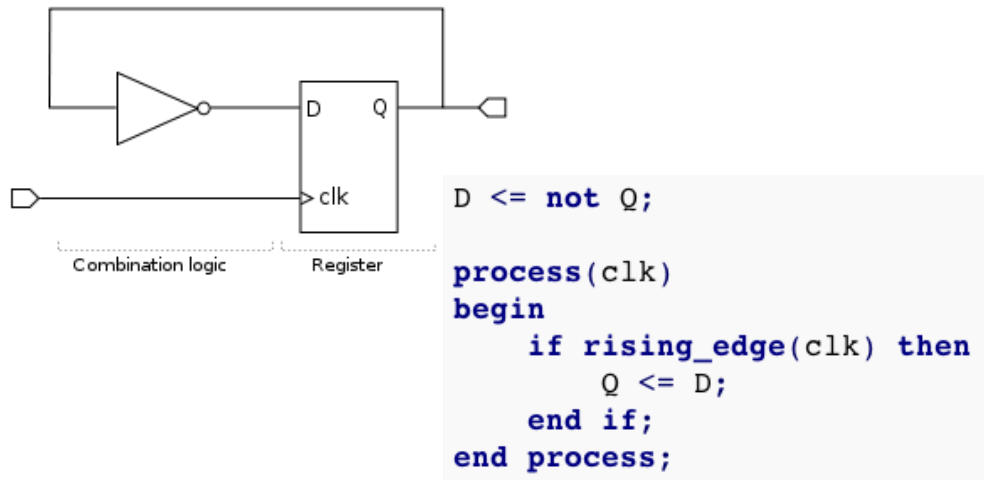 D Q
clk
Combination logic Register
D <= not Q;
process(clk)
begin
if rising_edge(clk) then
Q <= D;
end if;
end process;